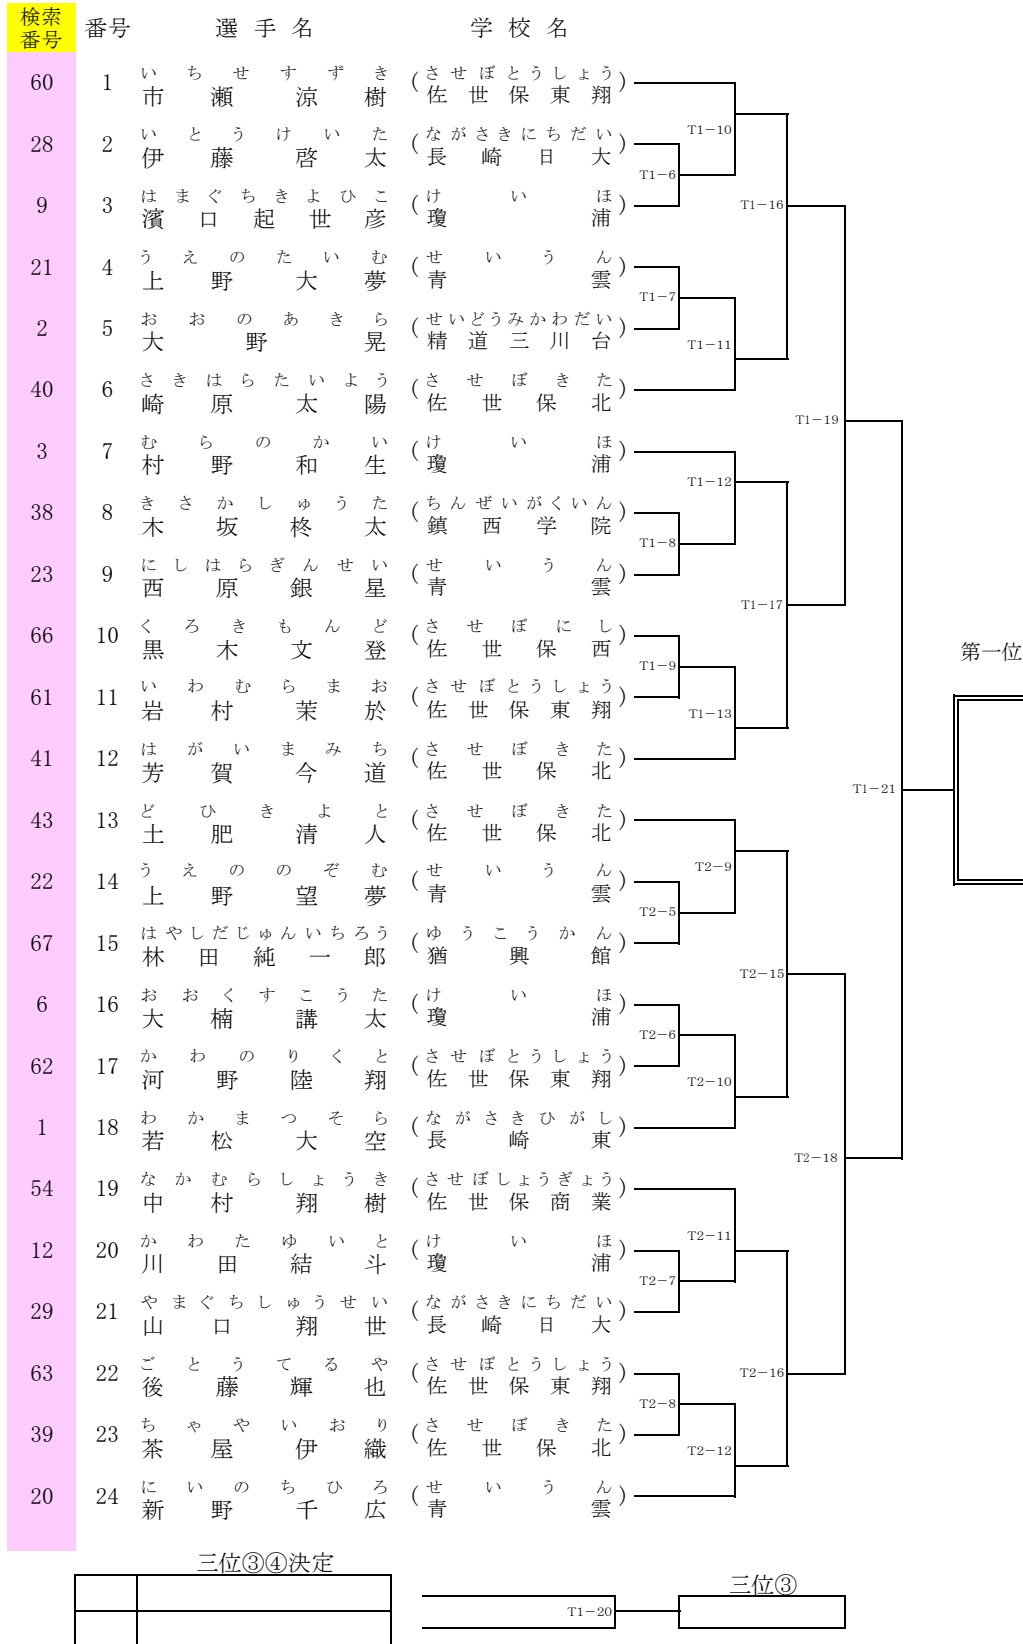 検索番号 番号 選手名 学校名
いちせすずき させぼとうしょう
60 1 市瀬涼樹 (佐世保東翔)
T1-10
いとうけいた ながさきにちだい
28 2 伊藤啓太 (長崎日大)
T1-6
はまぐちきよひこ けいほ
9 3 濱口起世彦 (瓊浦)
T1-16
うえのたいむ せいうん
21 4 上野大夢 (青雲)
T1-7
おおのあきら せいどうみかわだい
2 5 大野晃 (精道三川台)
T1-11
さきはらたいよう させぼきた
40 6 崎原太陽 (佐世保北)
T1-19
むらのかい けいほ
3 7 村野和生 (瓊浦)
T1-12
きさかしゅうた ちんぜいがくいん
38 8 木坂柊太 (鎮西学院)
T1-8
にしはらぎんせい せいうん
23 9 西原銀星 (青雲)
T1-17
くろきもんど させぼにし
66 10 黒木文登 (佐世保西)
第一位
T1-9
いわむらまお させぼとうしょう
61 11 岩村茉於 (佐世保東翔)
T1-13
はがいまみち させぼきた
41 12 芳賀今道 (佐世保北)
T1-21
どひきよと させぼきた
43 13 土肥清人 (佐世保北)
T2-9
うえののぞむ せいうん
22 14 上野望夢 (青雲)
T2-5
はやしだじゅんいちろう ゆうこうかん
67 15 林田純一郎 (猶興館)
T2-15
おおくすこうた けいほ
6 16 大楠講太 (瓊浦)
T2-6
かわのりくと させぼとうしょう
62 17 河野陸翔 (佐世保東翔)
T2-10
わかまつそら ながさきひがし
1 18 若松大空 (長崎東)
T2-18
なかむらしょうき させぼしょうぎょう
54 19 中村翔樹 (佐世保商業)
T2-11
かわたゆいと けいほ
12 20 川田結斗 (瓊浦)
T2-7
やまぐちしゅうせい ながさきにちだい
29 21 山口翔世 (長崎日大)
T2-16
ごとうてるや させぼとうしょう
63 22 後藤輝也 (佐世保東翔)
T2-8
ちゃやいおり させぼきた
39 23 茶屋伊織 (佐世保北)
T2-12
にいのちひろ せいうん
20 24 新野千広 (青雲)
三位③④決定
三位③
T1-20